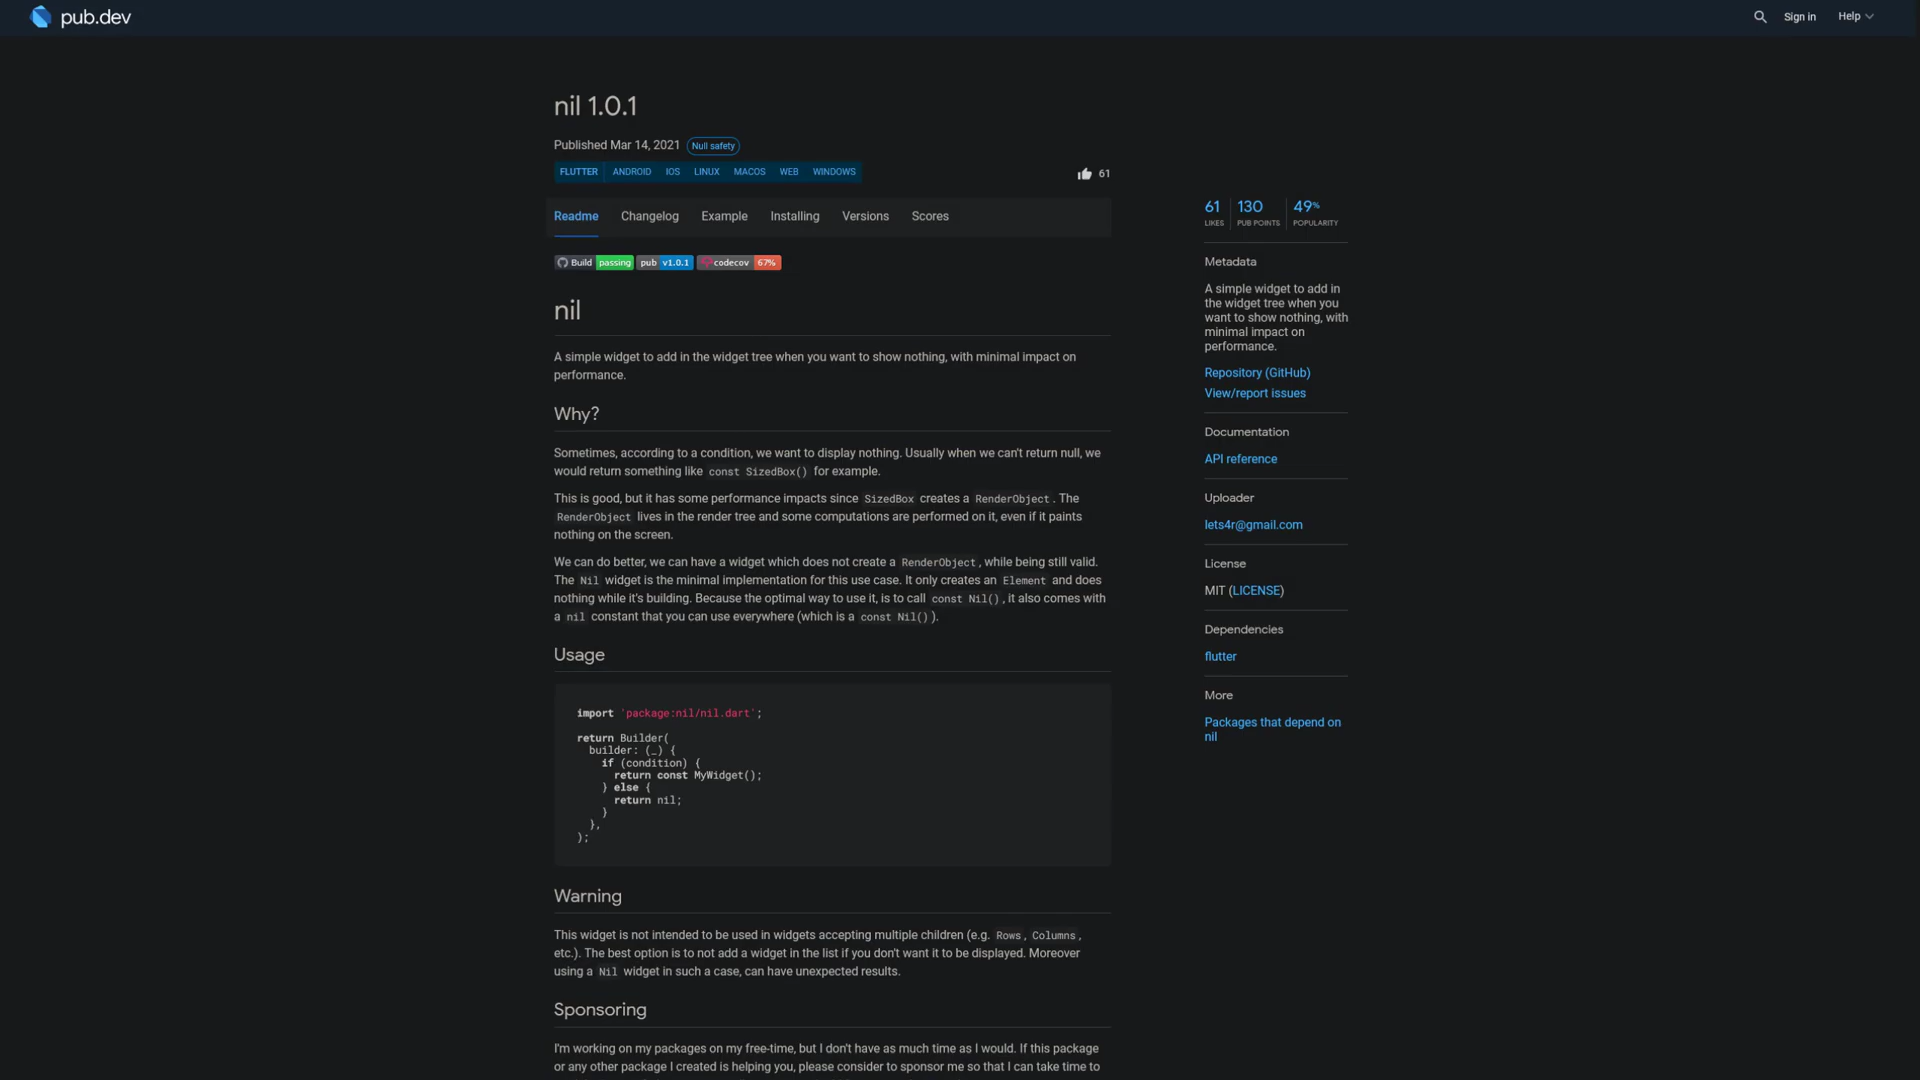 pub.dev
Sign in
Help
nil 1.0.1
Published Mar 14, 2021 Null safety
FLUTTER ANDROID IOS LINUX MACOS WEB WINDOWS
61
Readme Changelog Example Installing Versions Scores
Build passing pub v1.0.1 codecov 67%
nil
A simple widget to add in the widget tree when you want to show nothing, with minimal impact on
performance.
Why?
Sometimes, according to a condition, we want to display nothing. Usually when we can't return null, we
would return something like const SizedBox() for example.
This is good, but it has some performance impacts since SizedBox creates a RenderObject. The
RenderObject lives in the render tree and some computations are performed on it, even if it paints
nothing on the screen.
We can do better, we can have a widget which does not create a RenderObject, while being still valid.
The Nil widget is the minimal implementation for this use case. It only creates an Element and does
nothing while it's building. Because the optimal way to use it, is to call const Nil(), it also comes with
a nil constant that you can use everywhere (which is a const Nil()).
Usage
import 'package:nil/nil.dart';
return Builder(
builder: (_) {
if (condition) {
return const MyWidget();
} else {
return nil;
}
},
);
Warning
This widget is not intended to be used in widgets accepting multiple children (e.g. Rows, Columns,
etc.). The best option is to not add a widget in the list if you don't want it to be displayed. Moreover
using a Nil widget in such a case, can have unexpected results.
Sponsoring
I'm working on my packages on my free-time, but I don't have as much time as I would. If this package
or any other package I created is helping you, please consider to sponsor me so that I can take time to
61 130 49%
LIKES PUB POINTS POPULARITY
Metadata
A simple widget to add in
the widget tree when you
want to show nothing, with
minimal impact on
performance.
Repository (GitHub)
View/report issues
Documentation
API reference
Uploader
lets4r@gmail.com
License
MIT (LICENSE)
Dependencies
flutter
More
Packages that depend on
nil